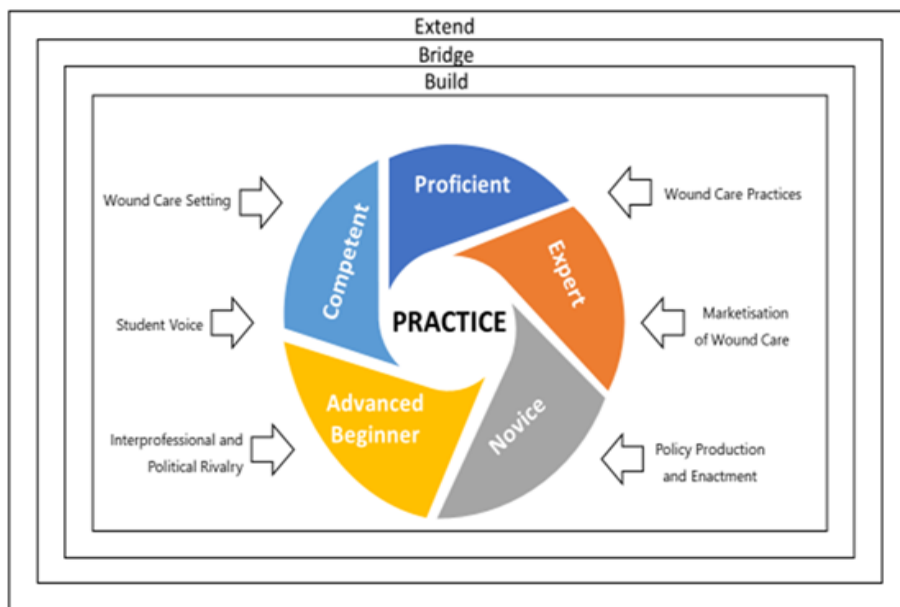 Extend
Bridge
Build
Wound Care Setting
Proficient
Wound Care Practices
Competent
Expert
Student Voice
PRACTICE
Marketisation
of Wound Care
Advanced
Beginner
Novice
Interprofessional and
Political Rivalry
Policy Production
and Enactment